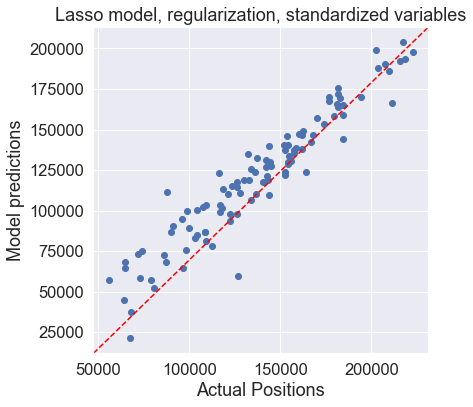 Lasso model, regularization, standardized variables
Model predictions
200000
175000
150000
125000
100000
75000
50000
25000
50000 100000 150000 200000
Actual Positions